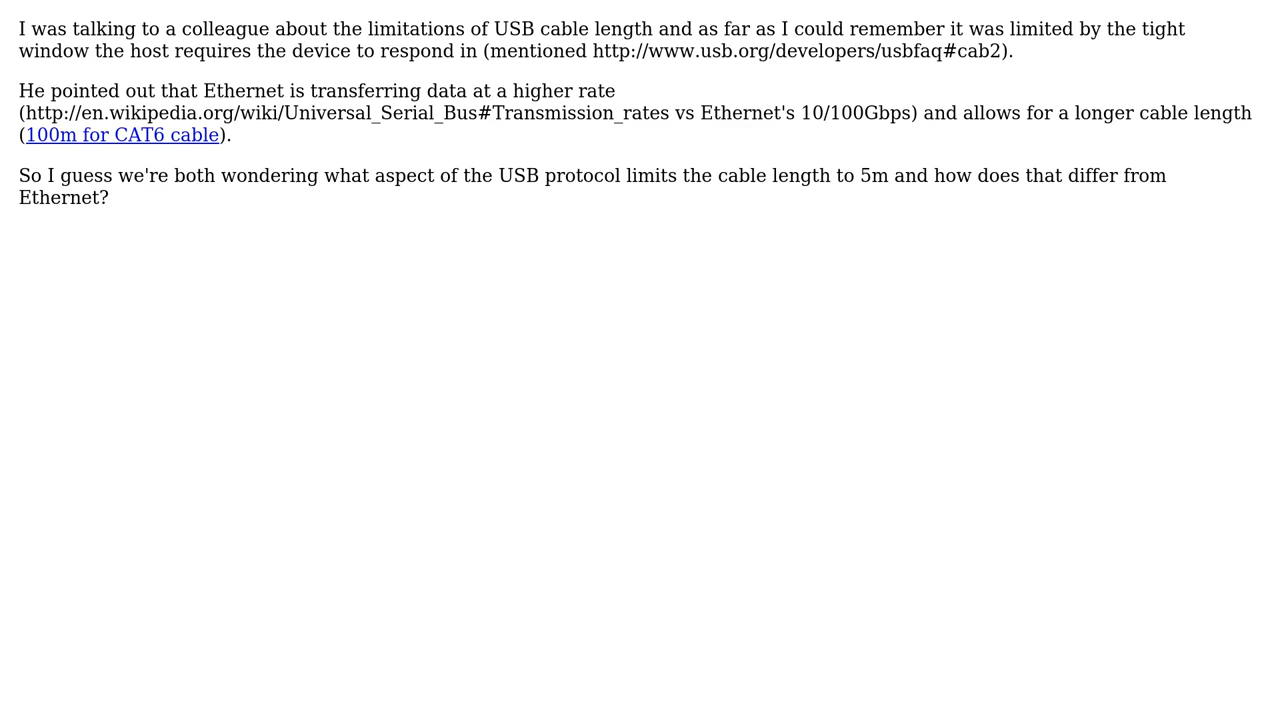 I was talking to a colleague about the limitations of USB cable length and as far as I could remember it was limited by the tight
window the host requires the device to respond in (mentioned http://www.usb.org/developers/usbfaq#cab2).
He pointed out that Ethernet is transferring data at a higher rate
(http://en.wikipedia.org/wiki/Universal_Serial_Bus#Transmission_rates vs Ethernet's 10/100Gbps) and allows for a longer cable length
(100m for CAT6 cable).
So I guess we're both wondering what aspect of the USB protocol limits the cable length to 5m and how does that differ from
Ethernet?